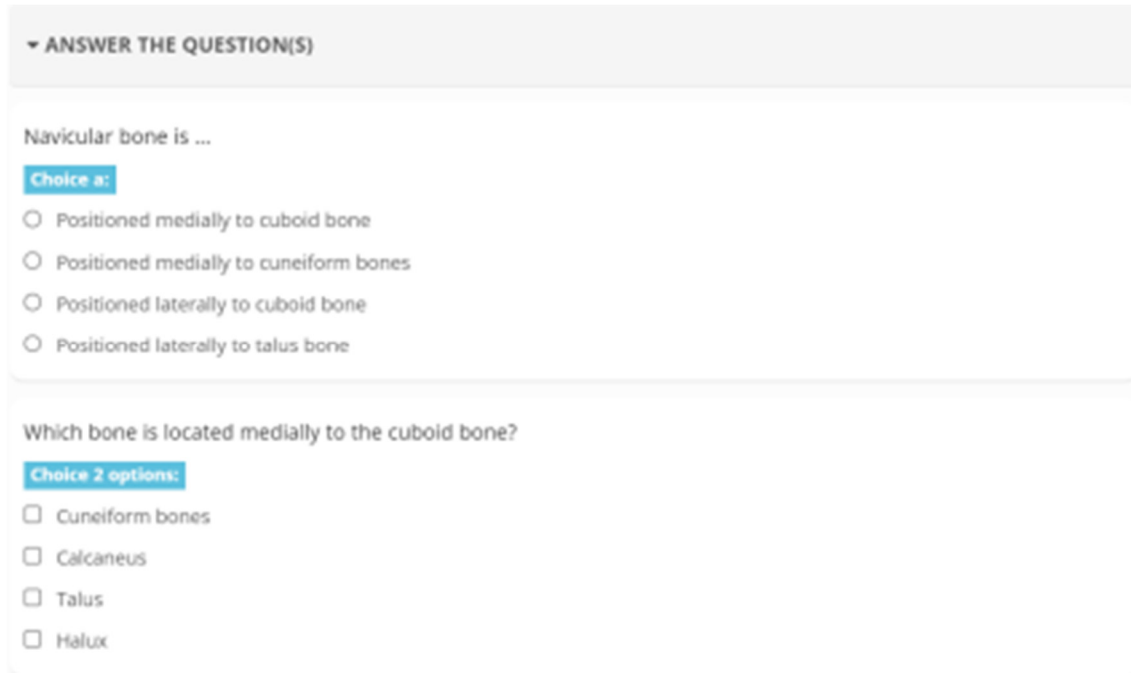 ANSWER THE QUESTION(S)
Navicular bone is ...
Choice a:
Positioned medially to cuboid bone
Positioned medially to cuneiform bones
Positioned laterally to cuboid bone
Positioned laterally to talus bone
Which bone is located medially to the cuboid bone?
Choice 2 options:
Cuneiform bones
Calcaneus
Talus
Halux